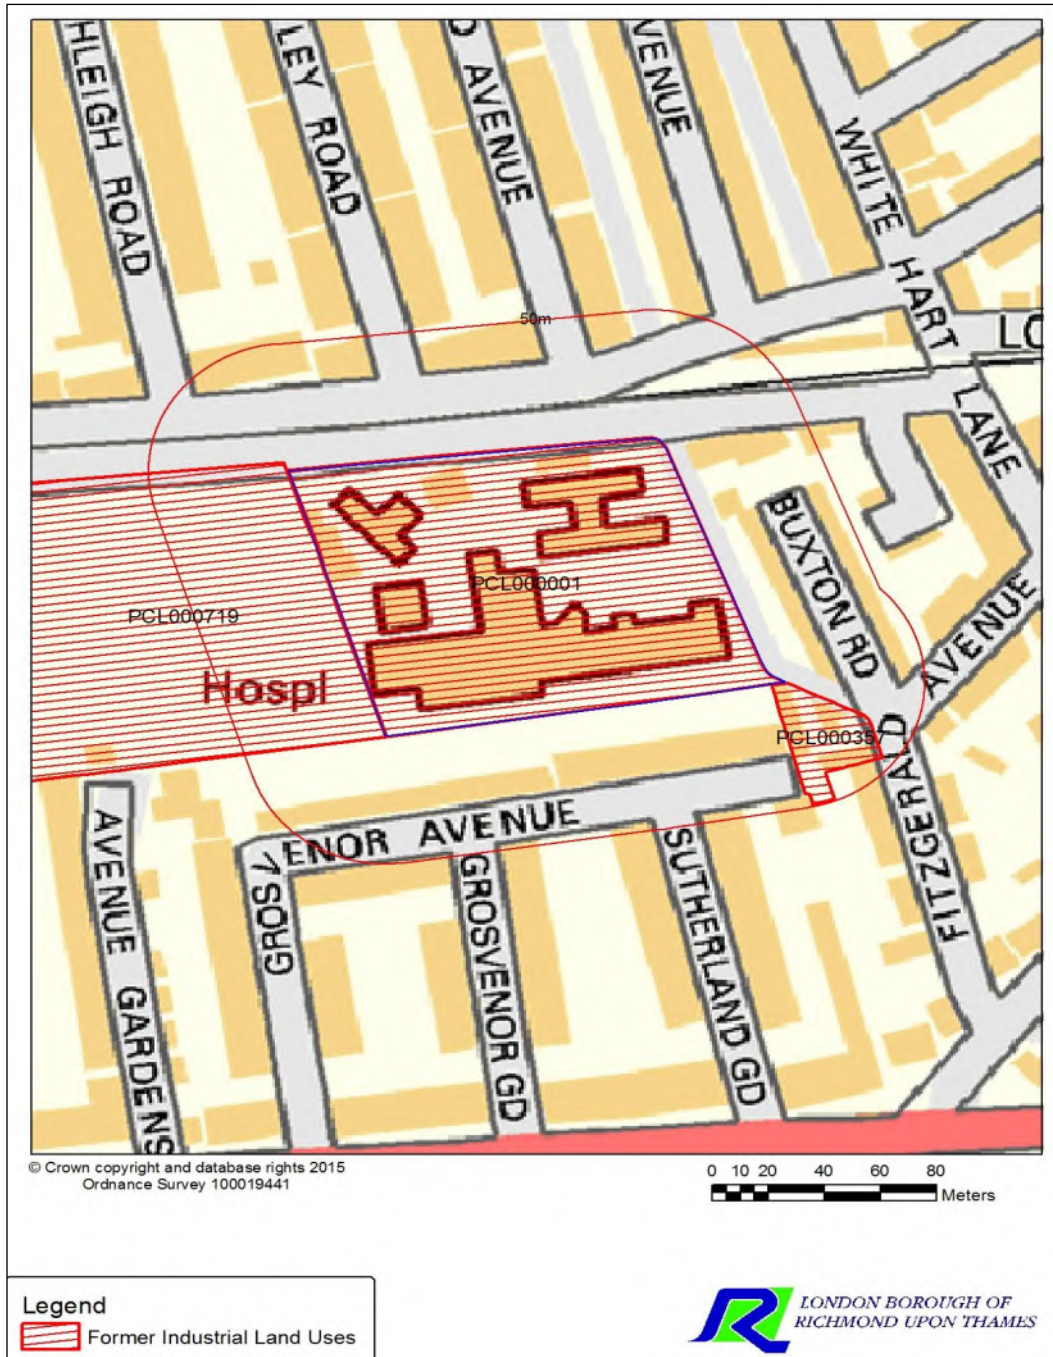 HLEIGH ROAD
LEY ROAD
AVENUE
VENUE
WHITE HART LANE
LO
50m
BUXTON RD
PCL000001
PCL000719
Hospl
AVENUE
PCL000357
FITZGERALD
GROSV
ENOR AVENUE
AVENUE GARDENS
GROSVENOR GD
SUTHERLAND GD
© Crown copyright and database rights 2015
Ordnance Survey 100019441
0 10 20 40 60 80
Meters
Legend
Former Industrial Land Uses
LONDON BOROUGH OF
RICHMOND UPON THAMES